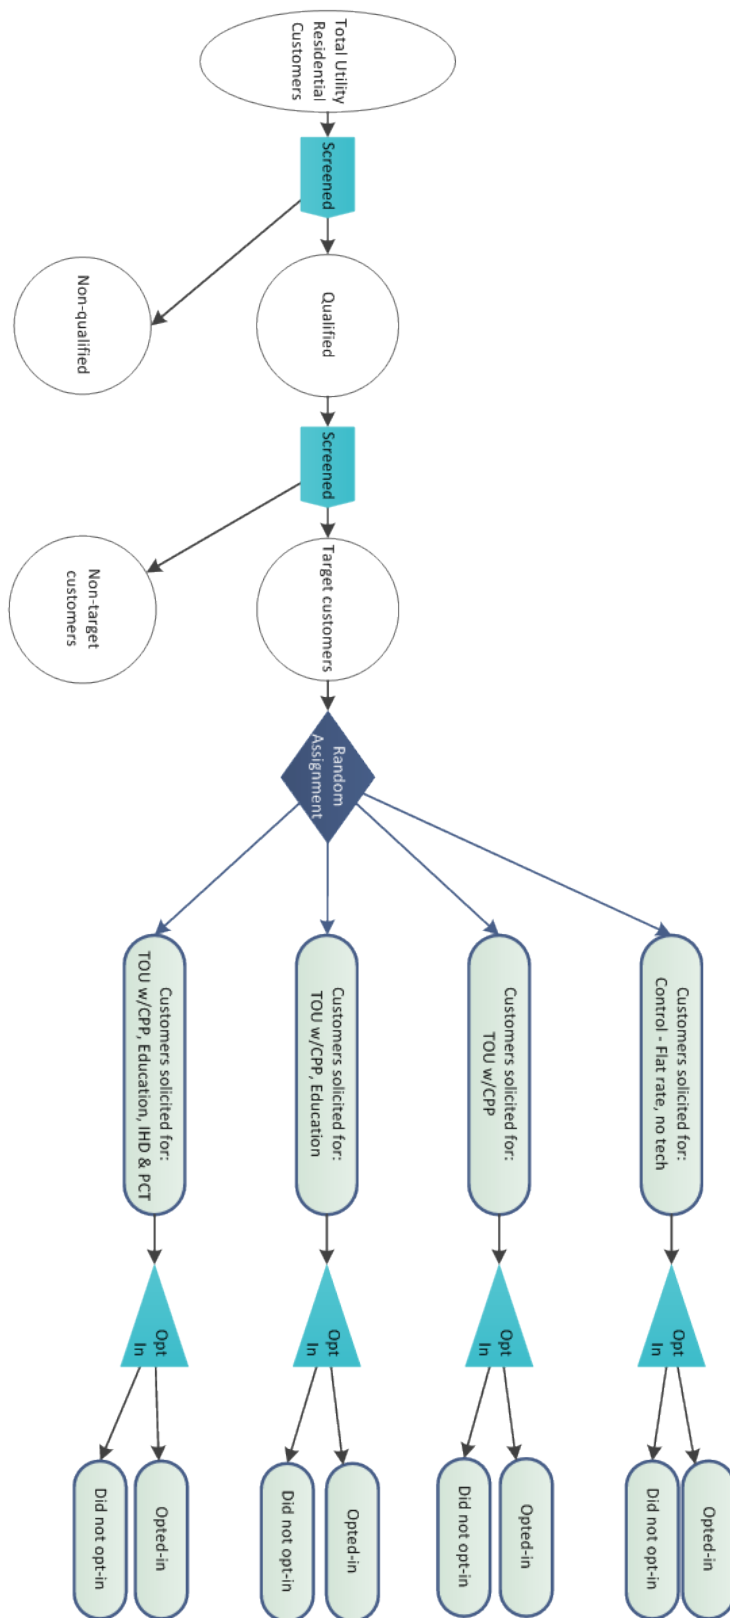 Total Utility
Residential
Customers
Screened
Non-qualified
Qualified
Screened
Non-target
customers
Target customers
Random
Assignment
Customers solicited for:
Control - Flat rate, no tech
Opt
In
Opted-in
Did not opt-in
Customers solicited for:
TOU w/CPP
Opt
In
Opted-in
Did not opt-in
Customers solicited for:
TOU w/CPP, Education
Opt
In
Opted-in
Did not opt-in
Customers solicited for:
TOU w/CPP, Education, IHD & PCT
Opt
In
Opted-in
Did not opt-in